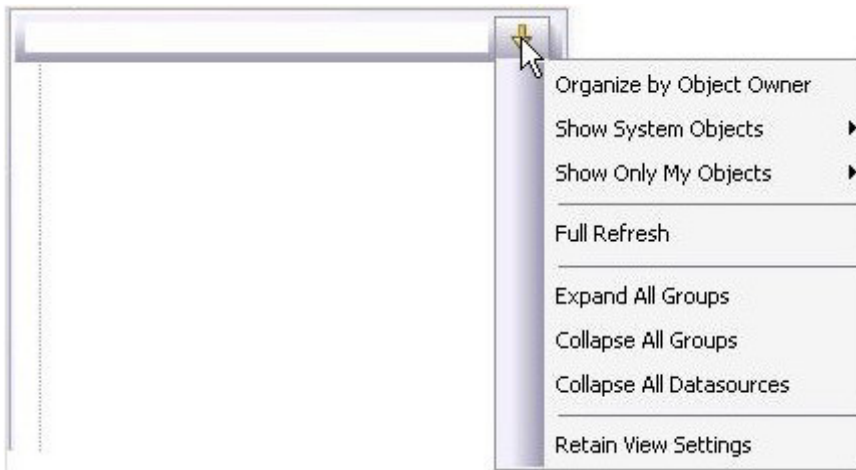 Organize by Object Owner
Show System Objects
Show Only My Objects
Full Refresh
Expand All Groups
Collapse All Groups
Collapse All Datasources
Retain View Settings